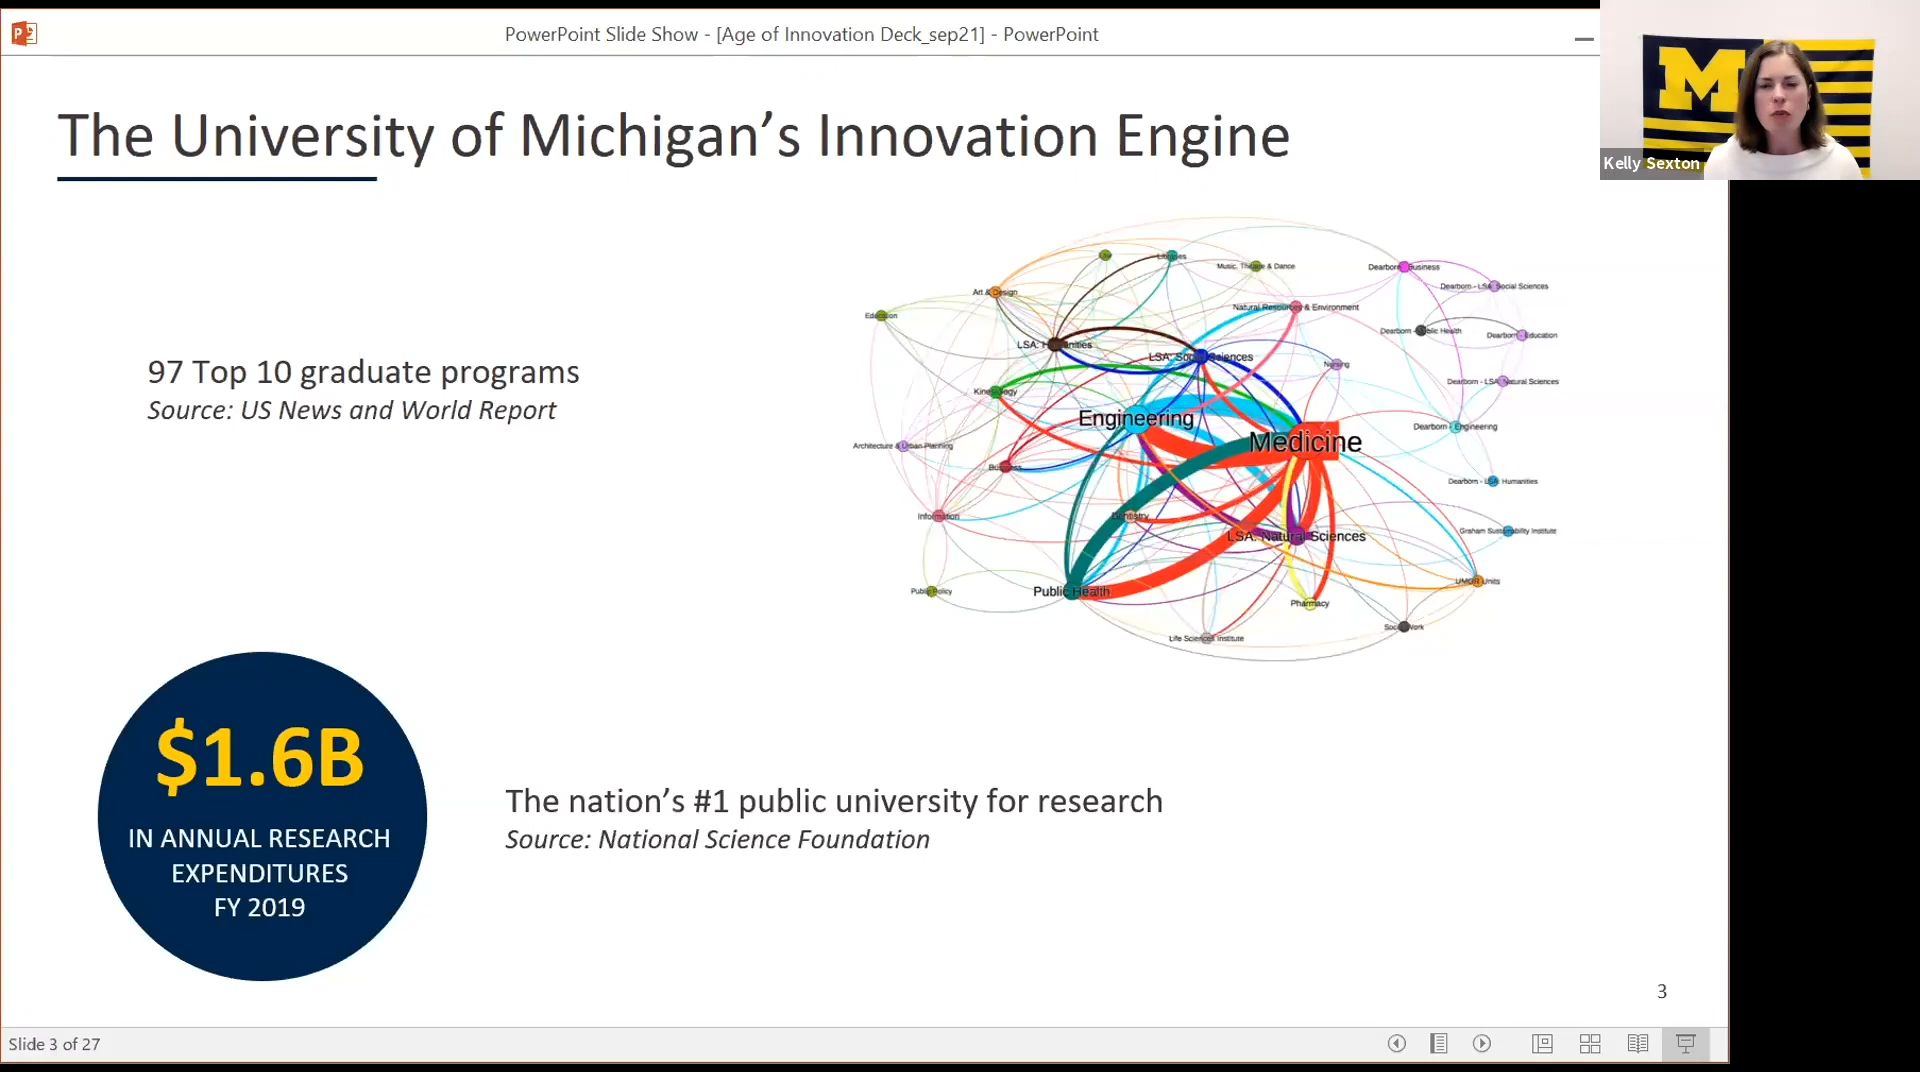 PowerPoint Slide Show - [Age of Innovation Deck_sep21] - PowerPoint
M
Kelly Sexton
The University of Michigan’s Innovation Engine
Law
Libraries
Music, Theatre & Dance
Dearborn - Business
Dearborn - LSA: Social Sciences
Art & Design
Education
Natural Resources & Environment
Dearborn - Public Health
Dearborn - Education
LSA: Humanities
LSA: Social Sciences
Nursing
Dearborn - LSA: Natural Sciences
97 Top 10 graduate programs
Source: US News and World Report
Kinesiology
Engineering
Medicine
Dearborn - Engineering
Architecture & Urban Planning
Business
Dearborn - LSA: Humanities
Information
Dentistry
Graham Sustainability Institute
LSA: Natural Sciences
UMOR Units
Public Policy
Public Health
Pharmacy
Social Work
Life Sciences Institute
$1.6B
IN ANNUAL RESEARCH
EXPENDITURES
FY 2019
The nation’s #1 public university for research
Source: National Science Foundation
3
Slide 3 of 27